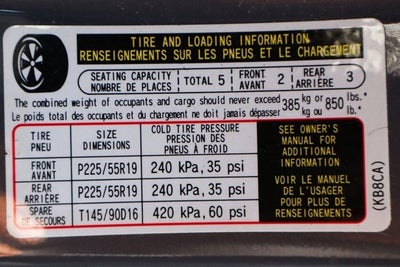 TIRE AND LOADING INFORMATION
RENSEIGNEMENTS SUR LES PNEUS ET LE CHARGEMENT
SEATING CAPACITY
NOMBRE DE PLACES
TOTAL 5
FRONT
AVANT 2
REAR
ARRIÈRE 3
The combined weight of occupants and cargo should never exceed 385 kg or 850 lbs.*
Le poids total des occupants et du chargement ne doit jamais dépasser kg ou lb.*
TIRE
PNEU
SIZE
DIMENSIONS
COLD TIRE PRESSURE
PRESSION DES
PNEUS À FROID
FRONT
AVANT
P225/55R19
240 kPa, 35 psi
REAR
ARRIÈRE
P225/55R19
240 kPa, 35 psi
SPARE
DE SECOURS
T145/90D16
420 kPa, 60 psi
SEE OWNER'S
MANUAL FOR
ADDITIONAL
INFORMATION
VOIR LE MANUEL
DE L'USAGER
POUR PLUS DE
RENSEIGNEMENTS
(KB8CA)